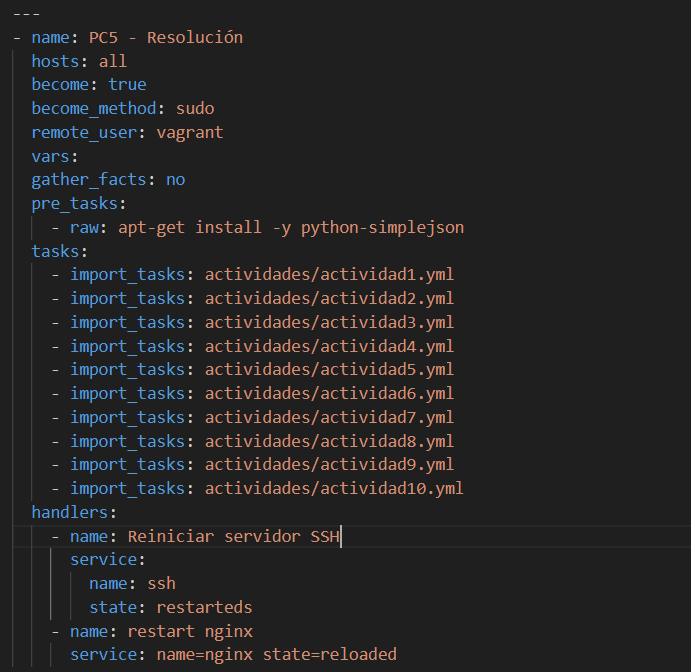 ---
- name: PC5 - Resolución
  hosts: all
  become: true
  become_method: sudo
  remote_user: vagrant
  vars:
  gather_facts: no
  pre_tasks:
    - raw: apt-get install -y python-simplejson
  tasks:
    - import_tasks: actividades/actividad1.yml
    - import_tasks: actividades/actividad2.yml
    - import_tasks: actividades/actividad3.yml
    - import_tasks: actividades/actividad4.yml
    - import_tasks: actividades/actividad5.yml
    - import_tasks: actividades/actividad6.yml
    - import_tasks: actividades/actividad7.yml
    - import_tasks: actividades/actividad8.yml
    - import_tasks: actividades/actividad9.yml
    - import_tasks: actividades/actividad10.yml
  handlers:
    - name: Reiniciar servidor SSH
      service:
        name: ssh
        state: restarteds
    - name: restart nginx
      service: name=nginx state=reloaded